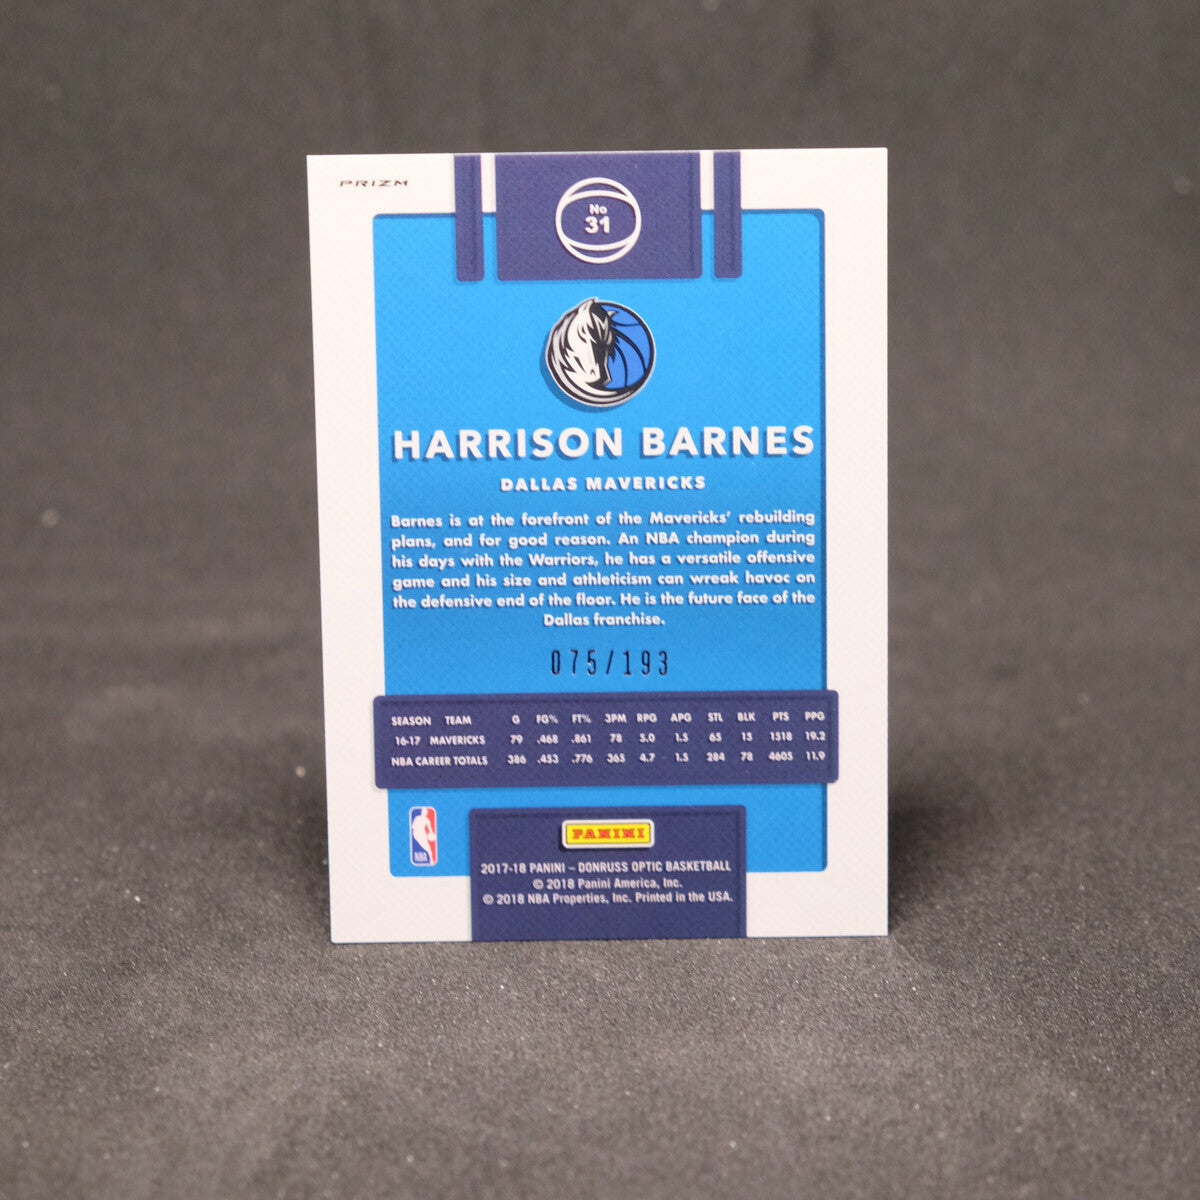 PRIZM
No
31
HARRISON BARNES
DALLAS MAVERICKS
Barnes is at the forefront of the Mavericks' rebuilding
plans, and for good reason. An NBA champion during
his days with the Warriors, he has a versatile offensive
game and his size and athleticism can wreak havoc on
the defensive end of the floor. He is the future face of the
Dallas franchise.
075/193
SEASON TEAM G FG% FT% 3PM RPG APG STL BLK PTS PPG
16-17 MAVERICKS 79 .468 .861 78 5.0 1.5 65 15 1518 19.2
NBA CAREER TOTALS 386 .453 .776 365 4.7 1.5 284 78 4605 11.9
NBA
PANINI
2017-18 PANINI – DONRUSS OPTIC BASKETBALL
© 2018 Panini America, Inc.
© 2018 NBA Properties, Inc. Printed in the USA.